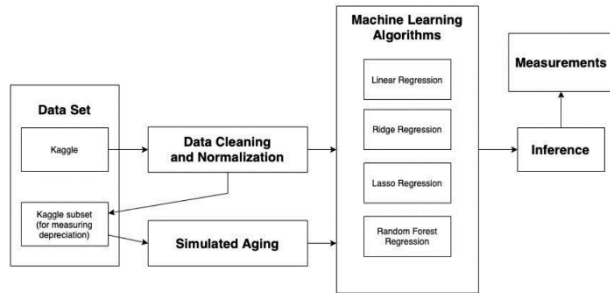 Data Set
Kaggle
Kaggle subset
(for measuring
depreciation)
Data Cleaning
and Normalization
Simulated Aging
Machine Learning
Algorithms
Linear Regression
Ridge Regression
Lasso Regression
Random Forest
Regression
Inference
Measurements